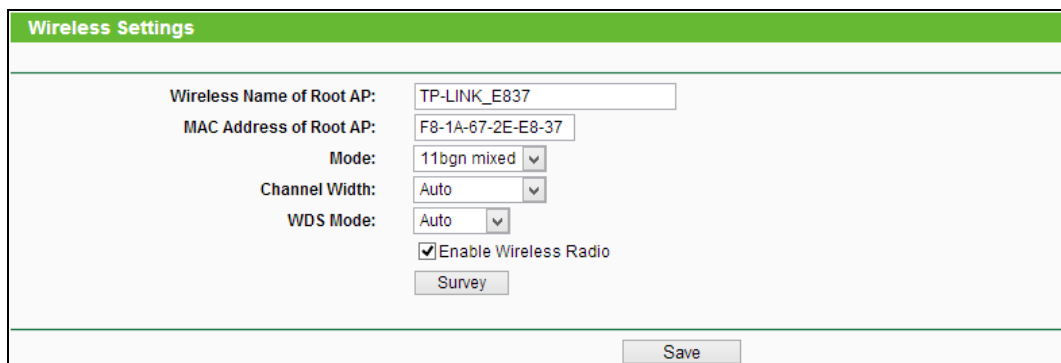 Wireless Settings
Wireless Name of Root AP: TP-LINK_E837
MAC Address of Root AP: F8-1A-67-2E-E8-37
Mode: 11bgn mixed
Channel Width: Auto
WDS Mode: Auto
Enable Wireless Radio
Survey
Save